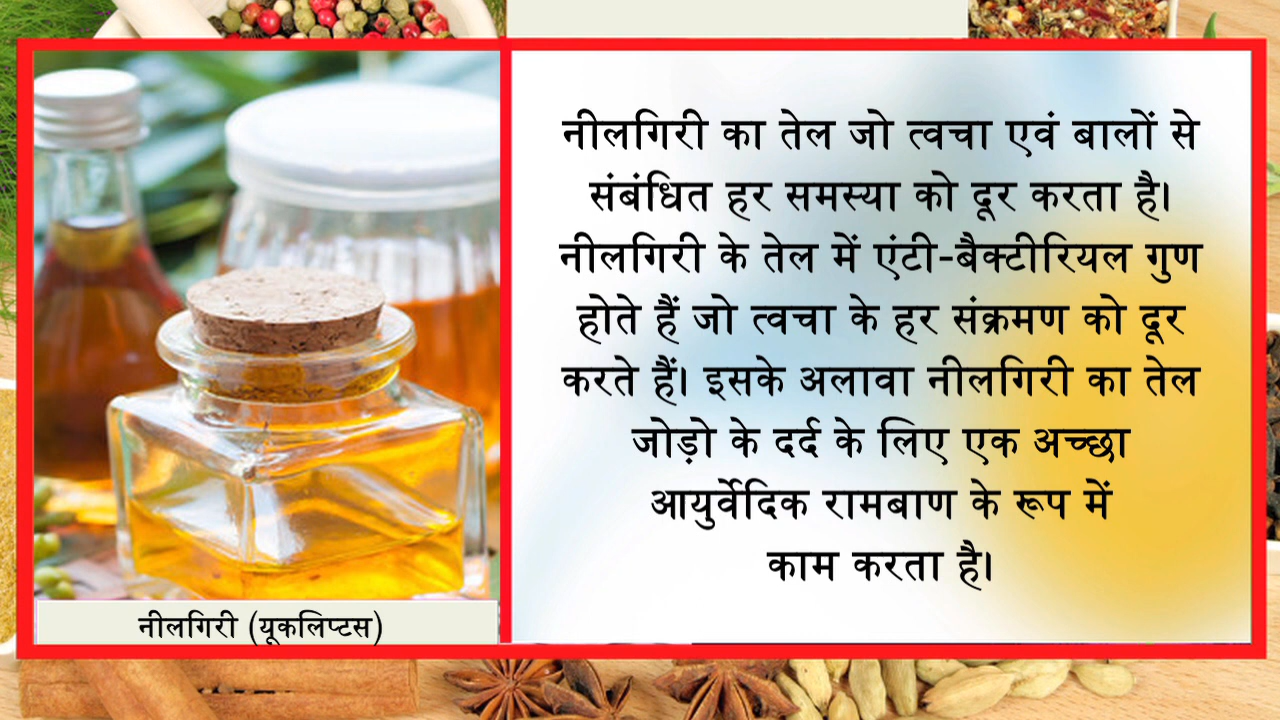 नीलगिरी का तेल जो त्वचा एवं बालों से
संबंधित हर समस्या को दूर करता है।
नीलगिरी के तेल में एंटी-बैक्टीरियल गुण
होते हैं जो त्वचा के हर संक्रमण को दूर
करते हैं। इसके अलावा नीलगिरी का तेल
जोड़ो के दर्द के लिए एक अच्छा
आयुर्वेदिक रामबाण के रूप में
काम करता है।
नीलगिरी (यूकलिप्टस)